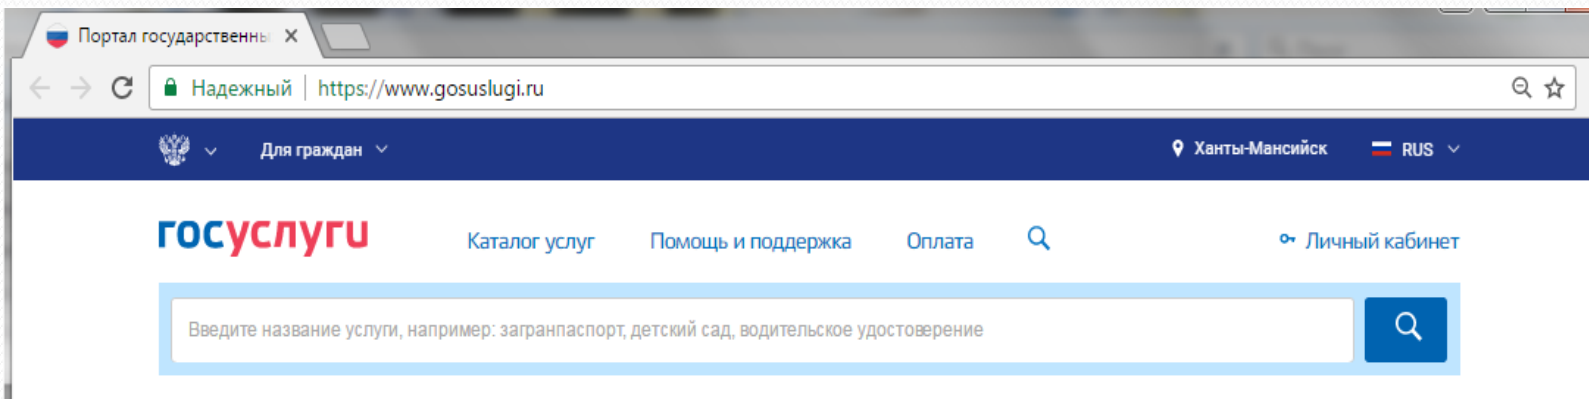 Портал государственны
Надежный https://www.gosuslugi.ru
Для граждан Ханты-Мансийск RUS
госуслуги Каталог услуг Помощь и поддержка Оплата Личный кабинет
Введите название услуги, например: загранпаспорт, детский сад, водительское удостоверение